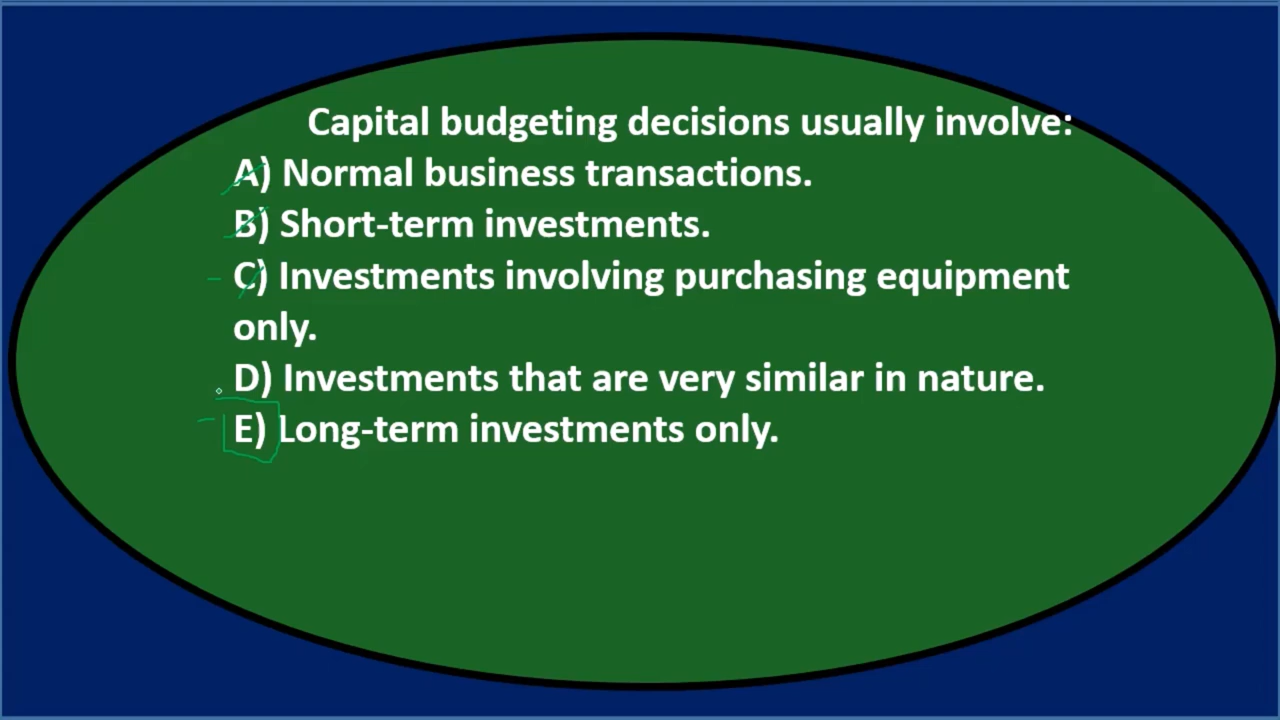 Capital budgeting decisions usually involve:
A) Normal business transactions.
B) Short-term investments.
C) Investments involving purchasing equipment
only.
D) Investments that are very similar in nature.
E) Long-term investments only.